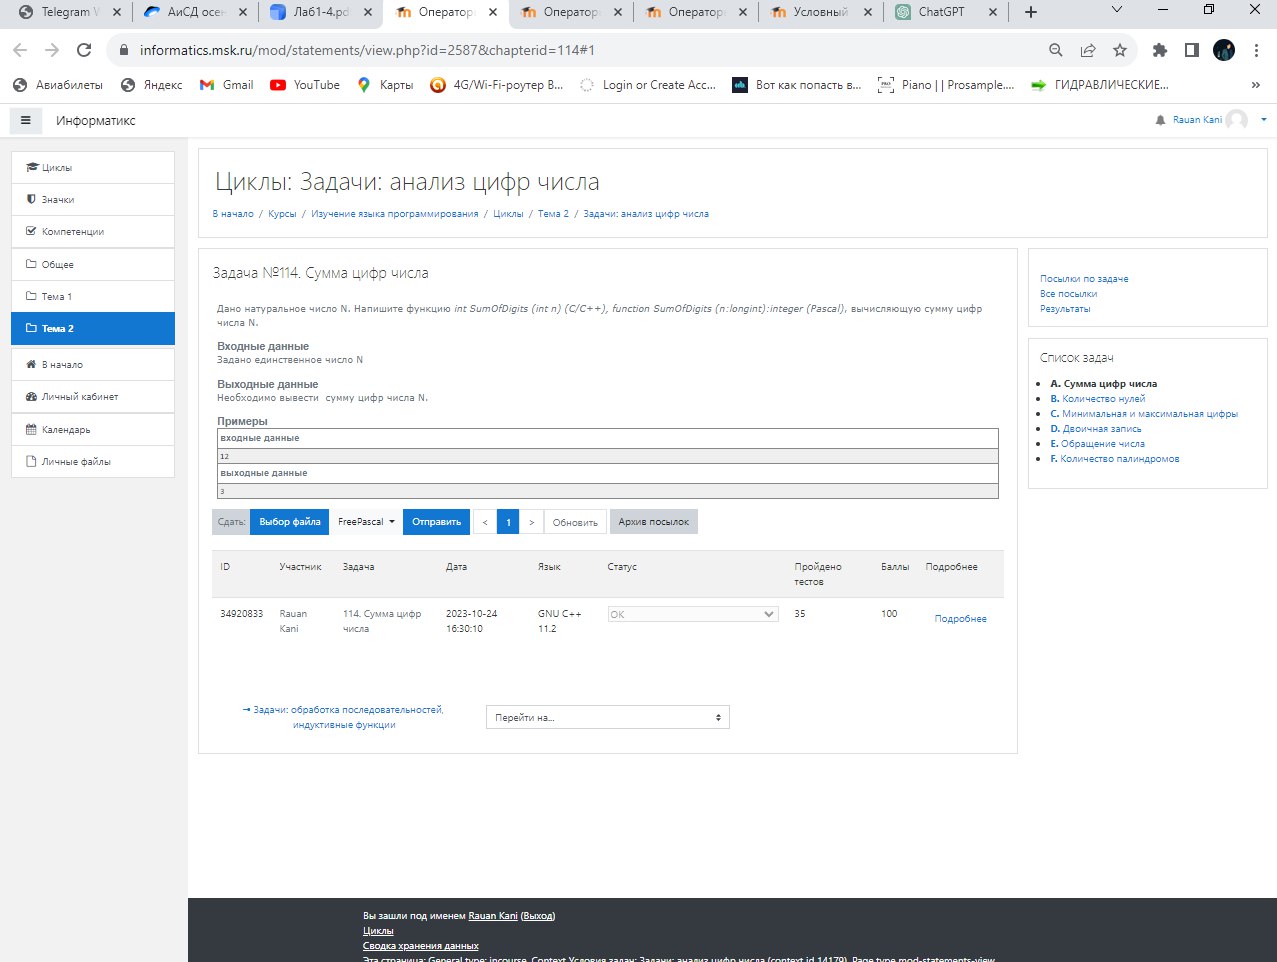 Telegram W
АиСД осен
Лаб1-4.pd
Оператор
Оператор
Оператор
Условный
ChatGPT
informatics.msk.ru/mod/statements/view.php?id=2587&chapterid=114#1
Авиабилеты
Яндекс
Gmail
YouTube
Карты
4G/Wi-Fi-роутер B...
Login or Create Acc...
Вот как попасть в...
Piano | | Prosample....
ГИДРАВЛИЧЕСКИЕ...
»
Информатикс
Rauan Kani
Циклы
Значки
Компетенции
Общее
Тема 1
Тема 2
В начало
Личный кабинет
Календарь
Личные файлы
Циклы: Задачи: анализ цифр числа
В начало / Курсы / Изучение языка программирования / Циклы / Тема 2 / Задачи: анализ цифр числа
Задача №114. Сумма цифр числа
Дано натуральное число N. Напишите функцию int SumOfDigits (int n) (C/C++), function SumOfDigits (n:longint):integer (Pascal), вычисляющую сумму цифр
числа N.
Входные данные
Задано единственное число N
Выходные данные
Необходимо вывести сумму цифр числа N.
Примеры
входные данные
12
выходные данные
3
Сдать: Выбор файла FreePascal Отправить < 1 > Обновить Архив посылок
ID Участник Задача Дата Язык Статус Пройдено Баллы Подробнее
тестов
34920833 Rauan 114. Сумма цифр 2023-10-24 GNU C++ OK 35 100 Подробнее
Kani числа 16:30:10 11.2
→ Задачи: обработка последовательностей,
индуктивные функции
Перейти на...
Посылки по задаче
Все посылки
Результаты
Список задач
A. Сумма цифр числа
B. Количество нулей
C. Минимальная и максимальная цифры
D. Двоичная запись
E. Обращение числа
F. Количество палиндромов
Вы зашли под именем Rauan Kani (Выход)
Циклы
Сводка хранения данных
Эта страница: General type: incourse. Context Условия задач: Задачи: анализ цифр числа (context id 14179). Page type mod-statements-view.